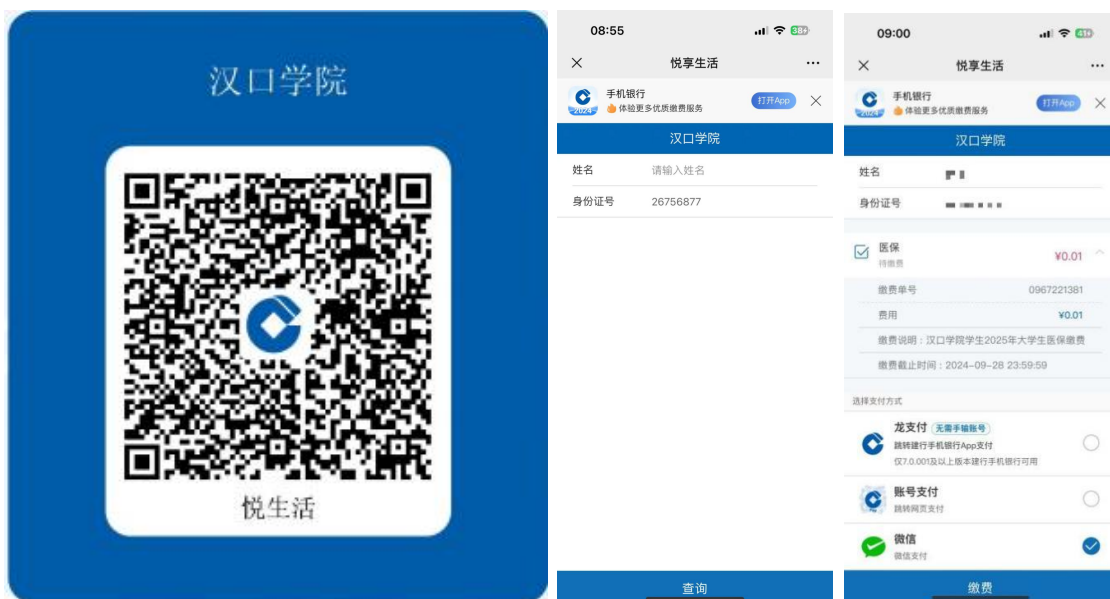 汉口学院
悦生活
08:55
38
悦享生活
手机银行
体验更多优质缴费服务
打开App
2024
汉口学院
姓名 请输入姓名
身份证号 26756877
查询
09:00
41
悦享生活
手机银行
体验更多优质缴费服务
打开App
2024
汉口学院
姓名
身份证号
医保
待缴费
¥0.01
缴费单号 0967221381
费用 ¥0.01
缴费说明：汉口学院学生2025年大学生医保缴费
缴费截止时间：2024-09-28 23:59:59
选择支付方式
龙支付 无需手输账号
跳转建行手机银行App支付
仅7.0.001及以上版本建行手机银行可用
账号支付
跳转网页支付
微信
微信支付
缴费